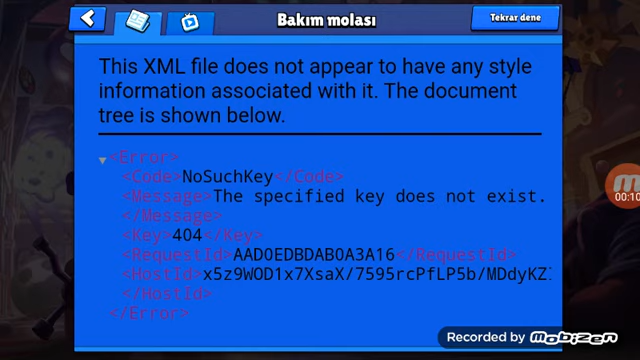 Bakım molası
Tekrar dene
This XML file does not appear to have any style
information associated with it. The document
tree is shown below.
<Error>
<Code>NoSuchKey</Code>
<Message>The specified key does not exist.
</Message>
<Key>404</Key>
<RequestId>AAD0EDBDAB0A3A16</RequestId>
<HostId>x5z9WOD1x7XsaX/7595rcPfLP5b/MDdyKZ
</HostId>
</Error>
00:10
Recorded by Mobizen